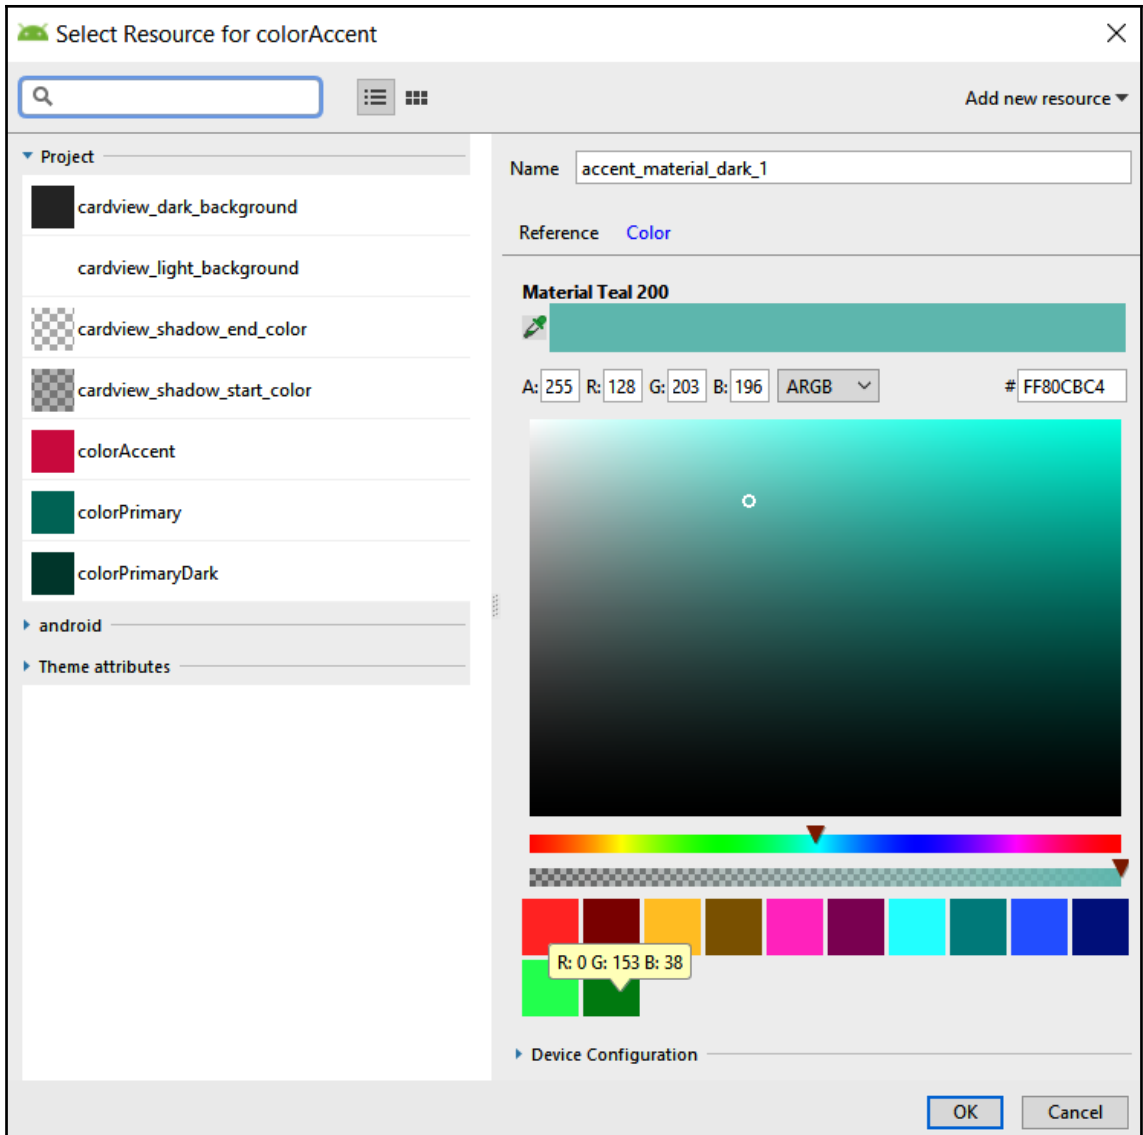 Select Resource for colorAccent
Add new resource
Project
cardview_dark_background
cardview_light_background
cardview_shadow_end_color
cardview_shadow_start_color
colorAccent
colorPrimary
colorPrimaryDark
android
Theme attributes
Name accent_material_dark_1
Reference Color
Material Teal 200
A: 255 R: 128 G: 203 B: 196 ARGB # FF80CBC4
R: 0 G: 153 B: 38
Device Configuration
OK Cancel